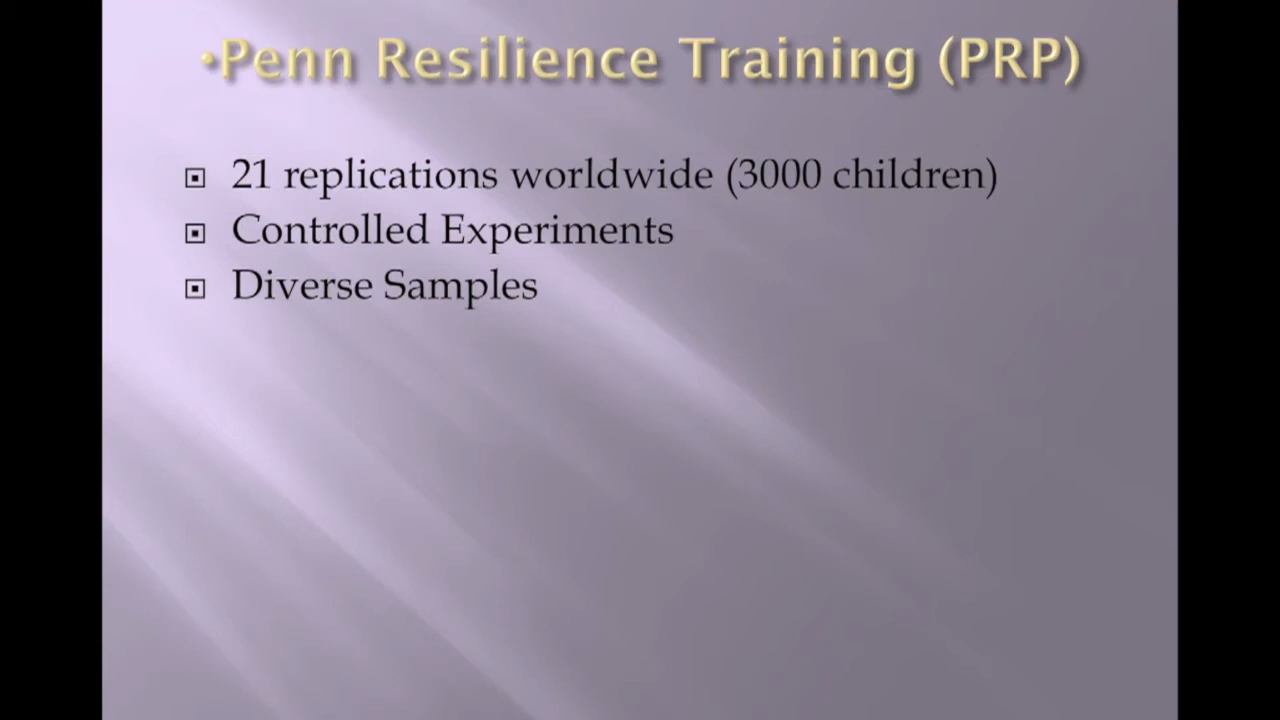 •Penn Resilience Training (PRP)
21 replications worldwide (3000 children)
Controlled Experiments
Diverse Samples